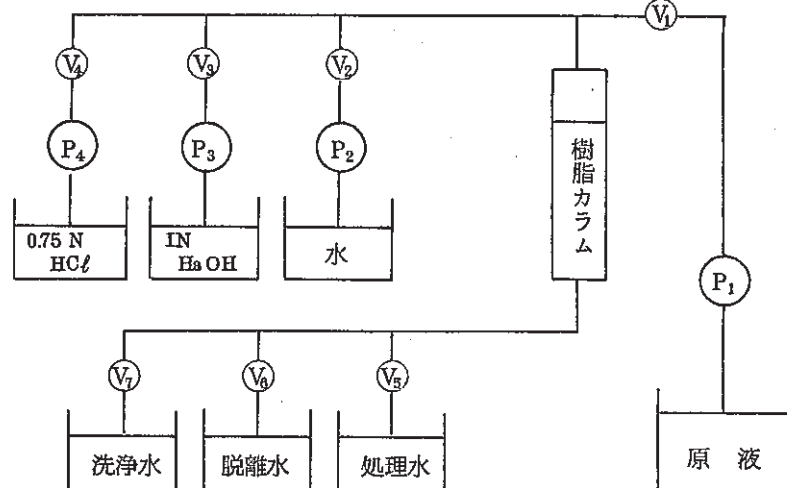 V₁
V₄ V₃ V₂
P₄ P₃ P₂
樹脂カラム
0.75 N
HCℓ
1N
HaOH
水
P₁
V₇ V₆ V₅
洗浄水 脱離水 処理水
原 液